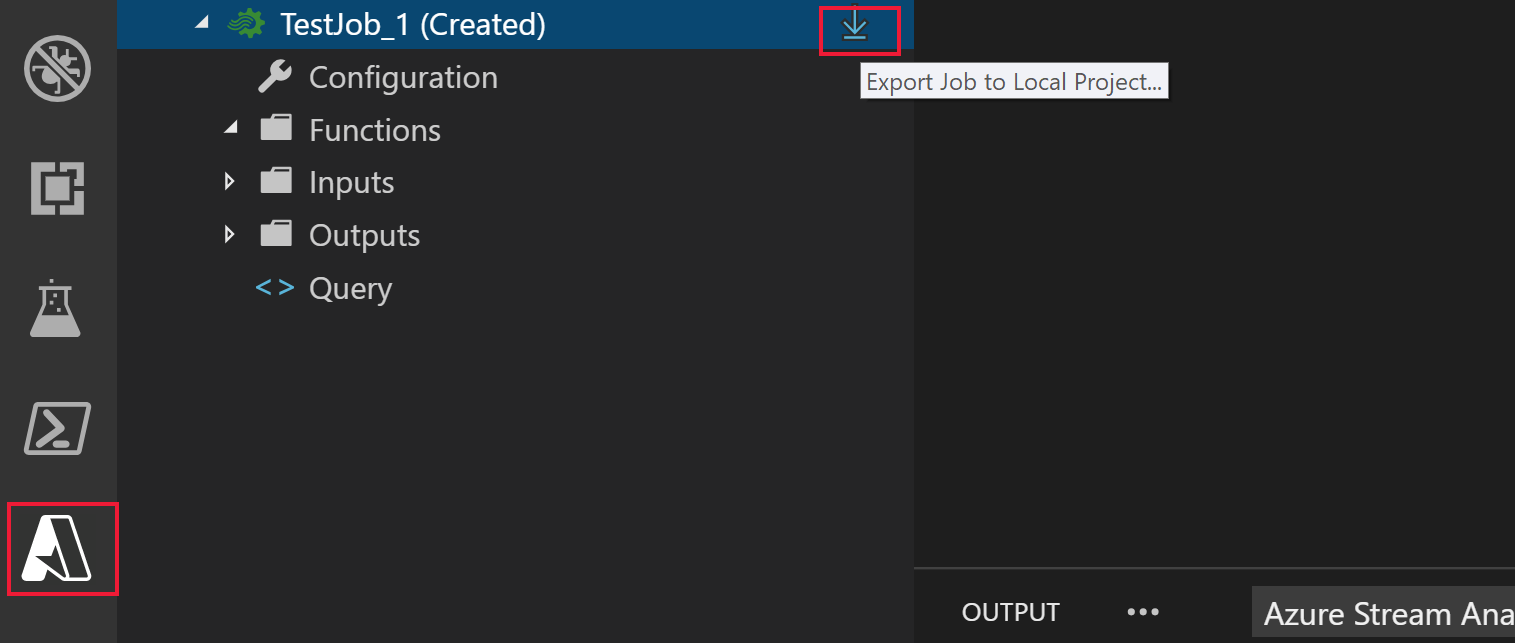 TestJob_1 (Created)
Export Job to Local Project...
Configuration
Functions
Inputs
Outputs
<> Query
OUTPUT
Azure Stream Ana